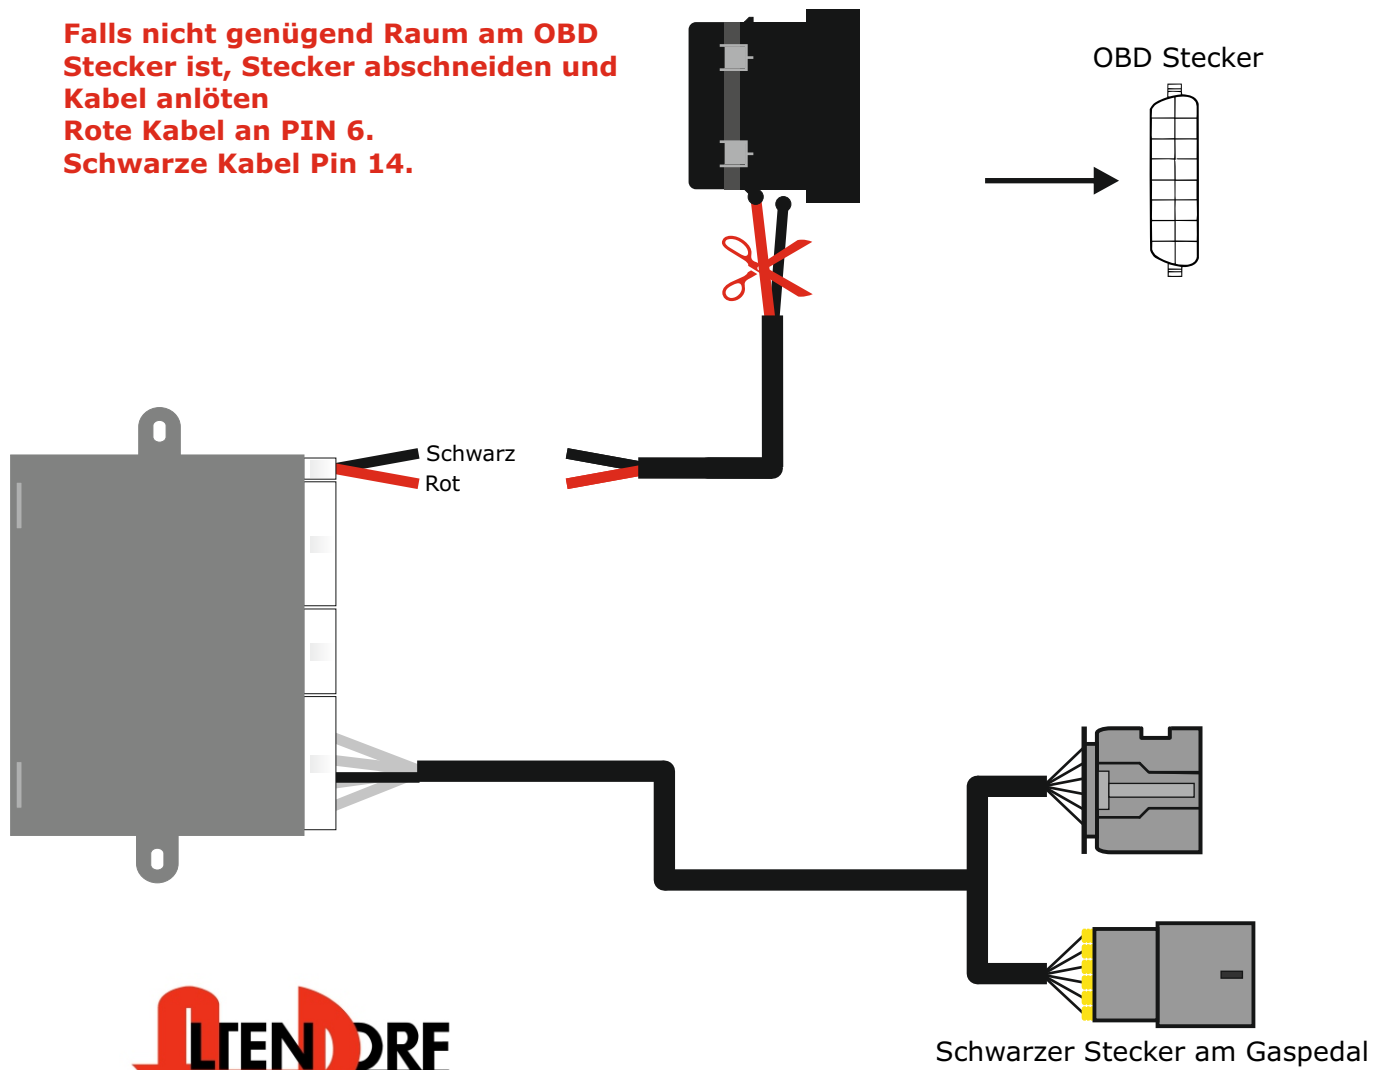 Falls nicht genügend Raum am OBD
Stecker ist, Stecker abschneiden und
Kabel anlöten
Rote Kabel an PIN 6.
Schwarze Kabel Pin 14.
OBD Stecker
Schwarz
Rot
Schwarzer Stecker am Gaspedal
ALTENDORF